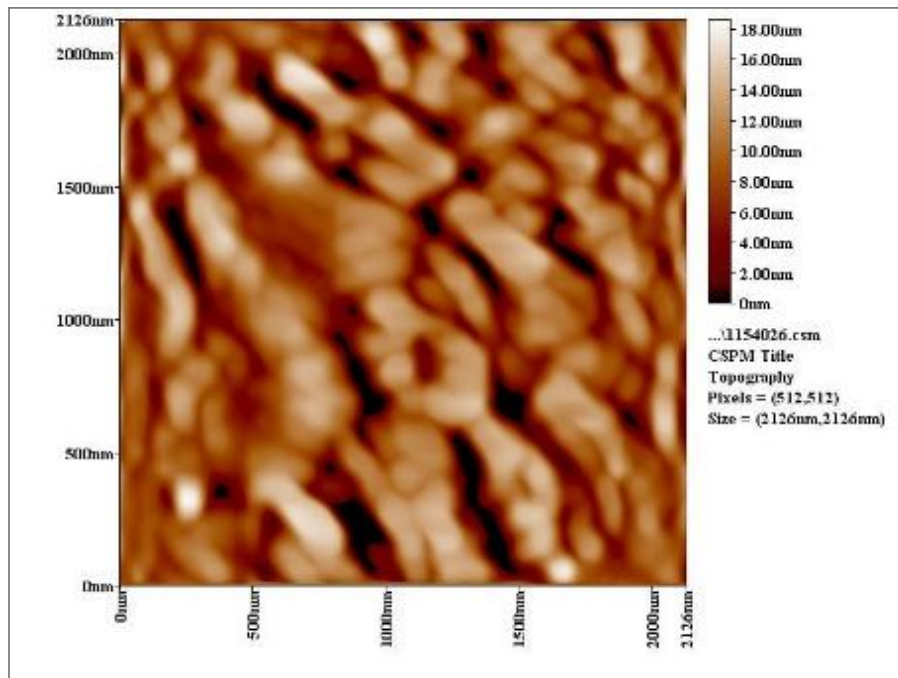 2126nm
2000nm
1500nm
1000nm
500nm
0nm
0nm
500nm
1000nm
1500nm
2000nm
2126nm
18.00nm
16.00nm
14.00nm
12.00nm
10.00nm
8.00nm
6.00nm
4.00nm
2.00nm
0nm
...\1154026.csm
CSPM Title
Topography
Pixels = (512,512)
Size = (2126nm,2126nm)